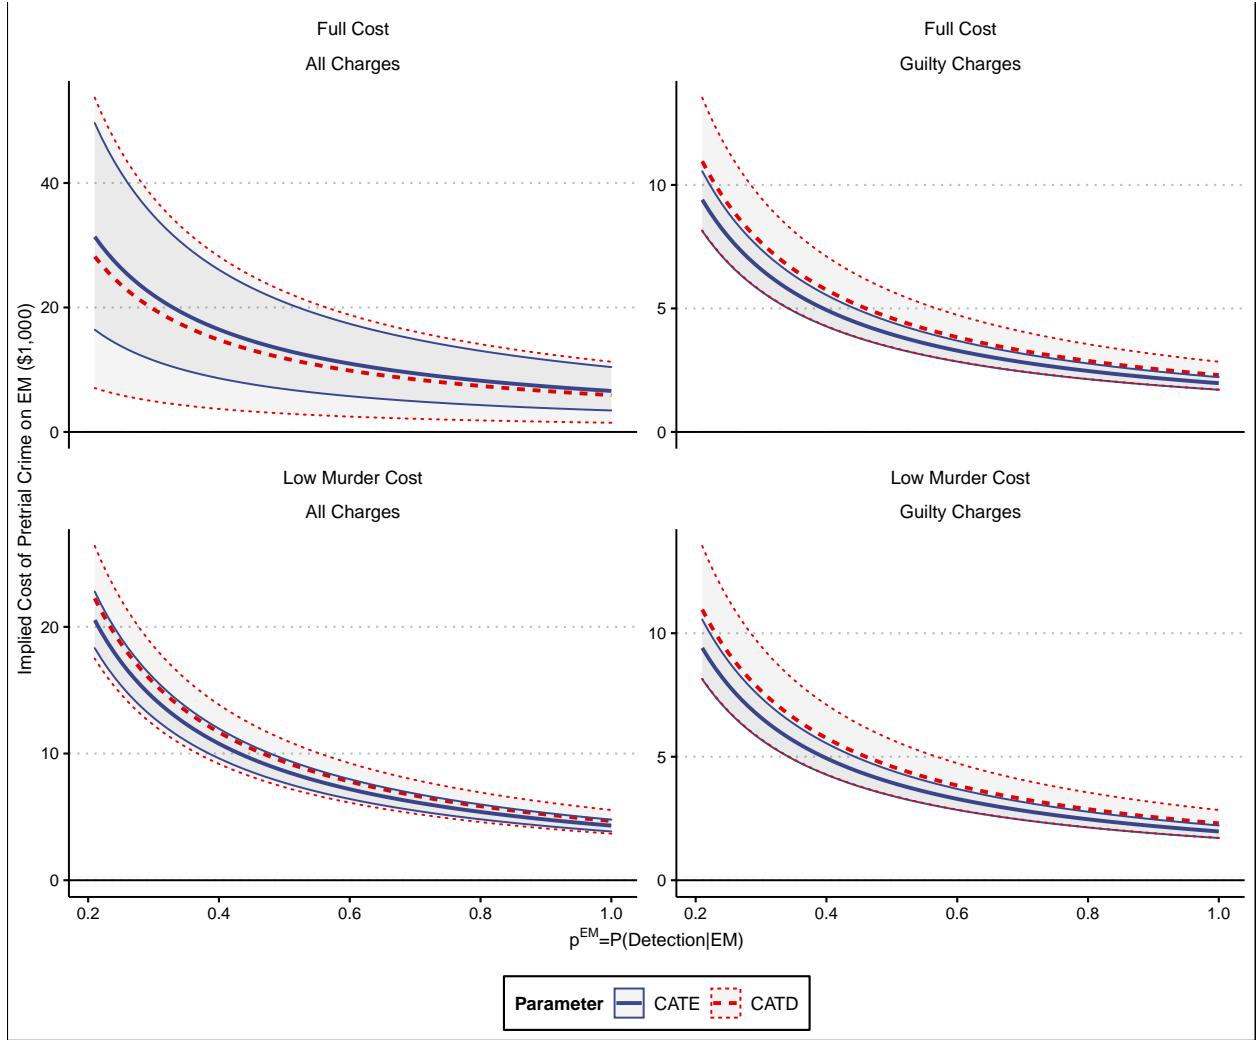 Full Cost
All Charges
Full Cost
Guilty Charges
40
20
0
10
5
0
Implied Cost of Pretrial Crime on EM ($1,000)
Low Murder Cost
All Charges
Low Murder Cost
Guilty Charges
20
10
0
10
5
0
0.2 0.4 0.6 0.8 1.0
0.2 0.4 0.6 0.8 1.0
p^EM=P(Detection|EM)
Parameter CATE CATD